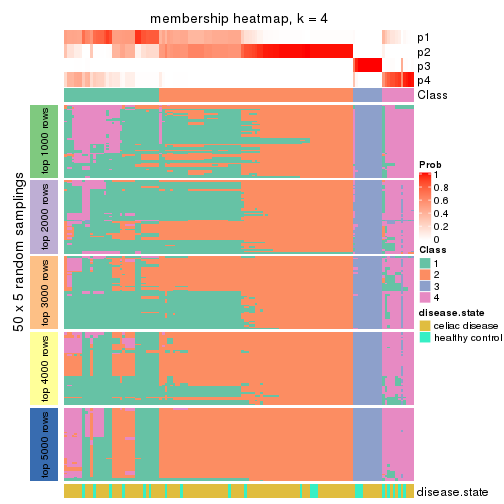 membership heatmap, k = 4
p1
p2
p3
p4
Class
50 x 5 random samplings
top 1000 rows
top 2000 rows
top 3000 rows
top 4000 rows
top 5000 rows
disease.state
Prob
1
0.8
0.6
0.4
0.2
0
Class
1
2
3
4
disease.state
celiac disease
healthy control